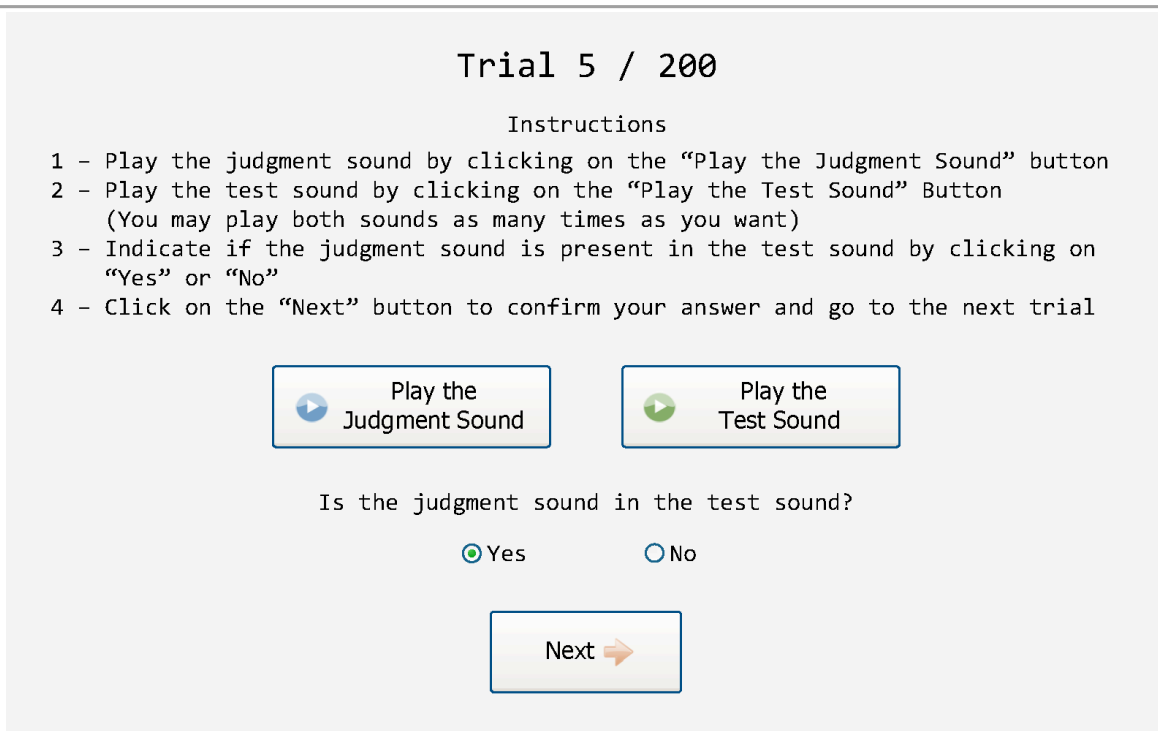 Trial 5 / 200
Instructions
1 – Play the judgment sound by clicking on the “Play the Judgment Sound” button
2 – Play the test sound by clicking on the “Play the Test Sound” Button
(You may play both sounds as many times as you want)
3 – Indicate if the judgment sound is present in the test sound by clicking on
“Yes” or “No”
4 – Click on the “Next” button to confirm your answer and go to the next trial
Play the
Judgment Sound
Play the
Test Sound
Is the judgment sound in the test sound?
Yes
No
Next